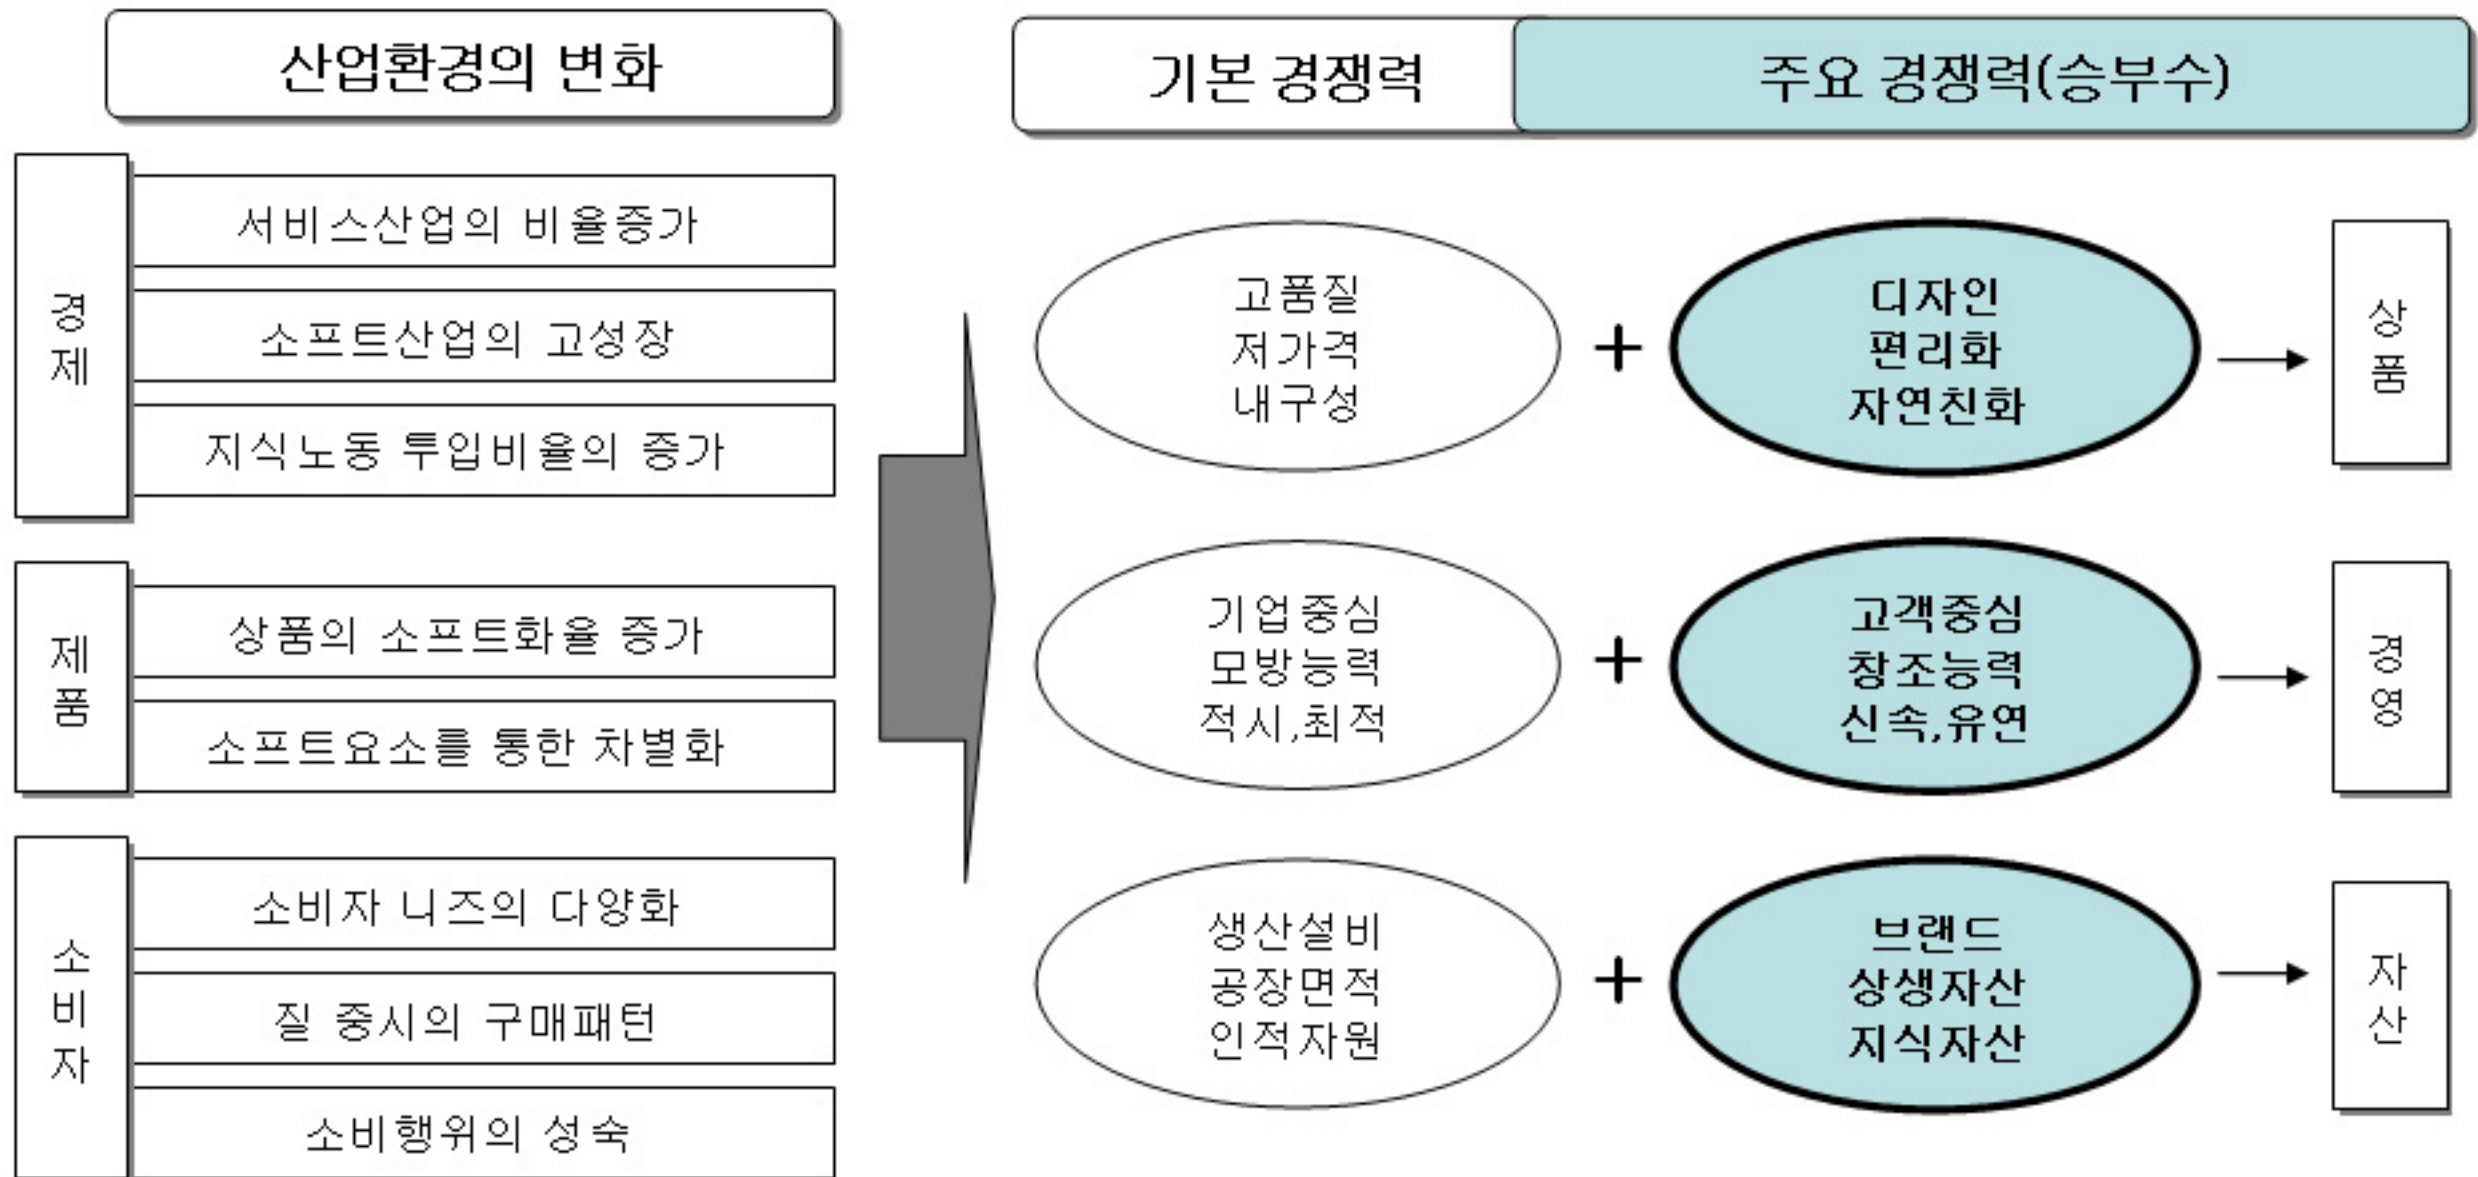 산업환경의 변화
경제
서비스산업의 비율증가
소프트산업의 고성장
지식노동 투입비율의 증가
제품
상품의 소프트화율 증가
소프트요소를 통한 차별화
소비자
소비자 니즈의 다양화
질 중시의 구매패턴
소비행위의 성숙
기본 경쟁력
주요 경쟁력(승부수)
고품질
저가격
내구성
+
디자인
편리화
자연친화
상품
기업중심
모방능력
적시,최적
+
고객중심
창조능력
신속,유연
경영
생산설비
공장면적
인적자원
+
브랜드
상생자산
지식자산
자산